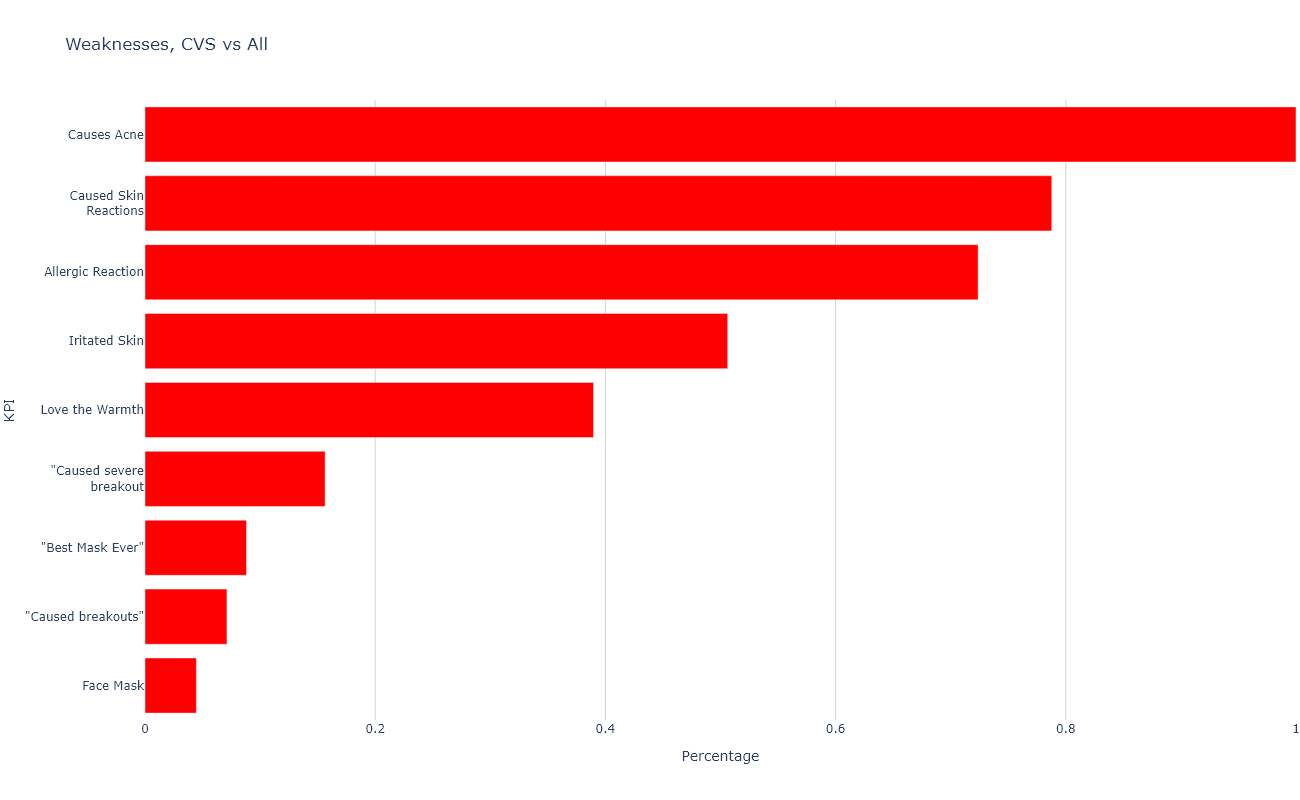 Weaknesses, CVS vs All
Causes Acne
Caused Skin
Reactions
Allergic Reaction
Iritated Skin
Love the Warmth
"Caused severe
breakout
"Best Mask Ever"
"Caused breakouts"
Face Mask
KPI
0 0.2 0.4 0.6 0.8 1
Percentage